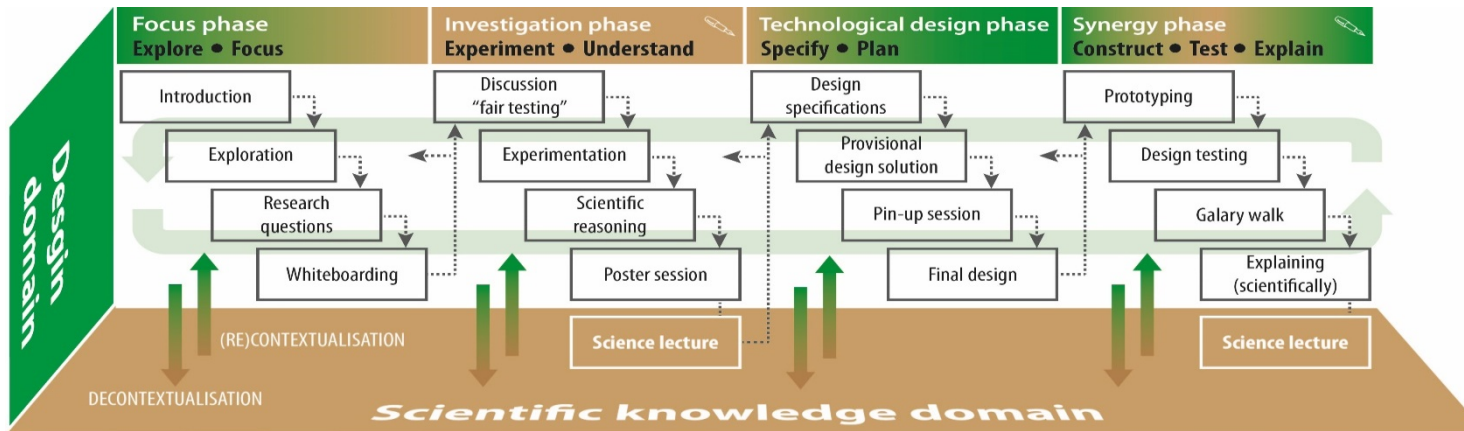 Focus phase
Explore ● Focus
Investigation phase
Experiment ● Understand
Technological design phase
Specify ● Plan
Synergy phase
Construct ● Test ● Explain
Desgin
domain
Introduction
Exploration
Research
questions
Whiteboarding
Discussion
"fair testing"
Experimentation
Scientific
reasoning
Poster session
Science lecture
Design
specifications
Provisional
design solution
Pin-up session
Final design
Prototyping
Design testing
Galary walk
Explaining
(scientifically)
Science lecture
(RE)CONTEXTUALISATION
DECONTEXTUALISATION
Scientific knowledge domain